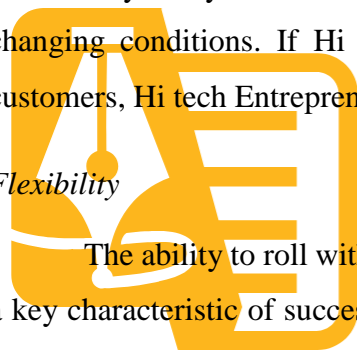 changing conditions. If Hi
customers, Hi tech Entrepren
Flexibility
The ability to roll wit
a key characteristic of succes